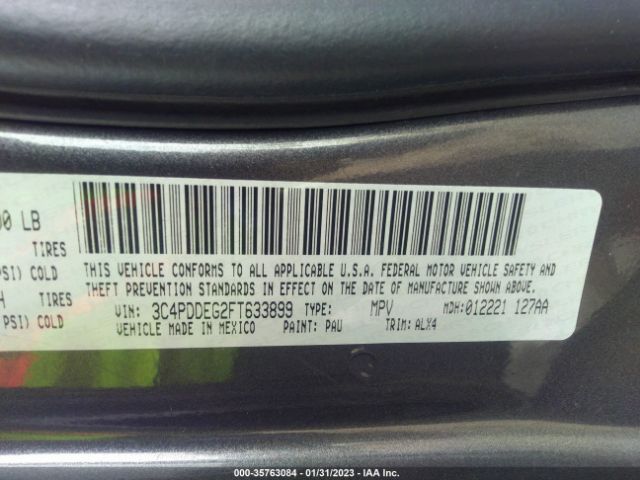 00 LB
TIRES
PSI) COLD
TIRES
PSI) COLD
THIS VEHICLE CONFORMS TO ALL APPLICABLE U.S.A. FEDERAL MOTOR VEHICLE SAFETY AND
THEFT PREVENTION STANDARDS IN EFFECT ON THE DATE OF MANUFACTURE SHOWN ABOVE.
VIN: 3C4PDDEG2FT633899 TYPE: MPV MDH:012221 127AA
VEHICLE MADE IN MEXICO PAINT: PAU TRIM: ALX4
000-35763084 - 01/31/2023 - IAA Inc.